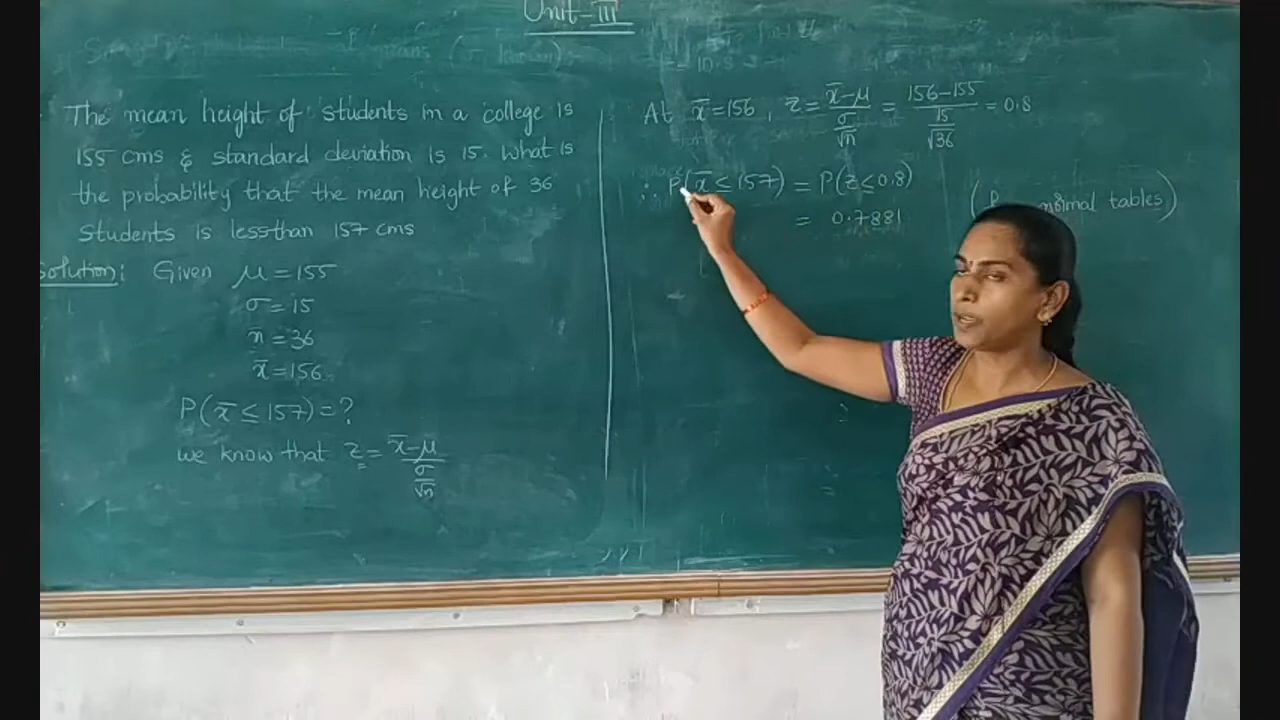 Unit-III
The mean height of students in a college is
155 cms & standard deviation is 15. What is
the probability that the mean height of 36
Students is lessthan 157 cms
Solution: Given μ = 155
σ = 15
n = 36
x̄ = 156
P(x̄ ≤ 157) = ?
we know that z = (x̄-μ)/(σ/√n)
At x̄ = 156, z = (x̄-μ)/(σ/√n) = (156-155)/(15/√36) = 0.8
∴ P(x̄ ≤ 157) = P(z ≤ 0.8)
= 0.7881 ( normal tables)